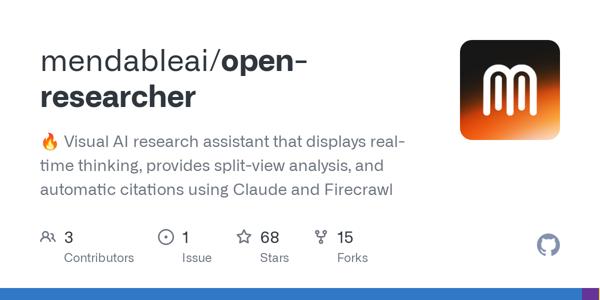 mendableai/open-
researcher
🔥 Visual AI research assistant that displays real-
time thinking, provides split-view analysis, and
automatic citations using Claude and Firecrawl
3 1 68 15
Contributors Issue Stars Forks